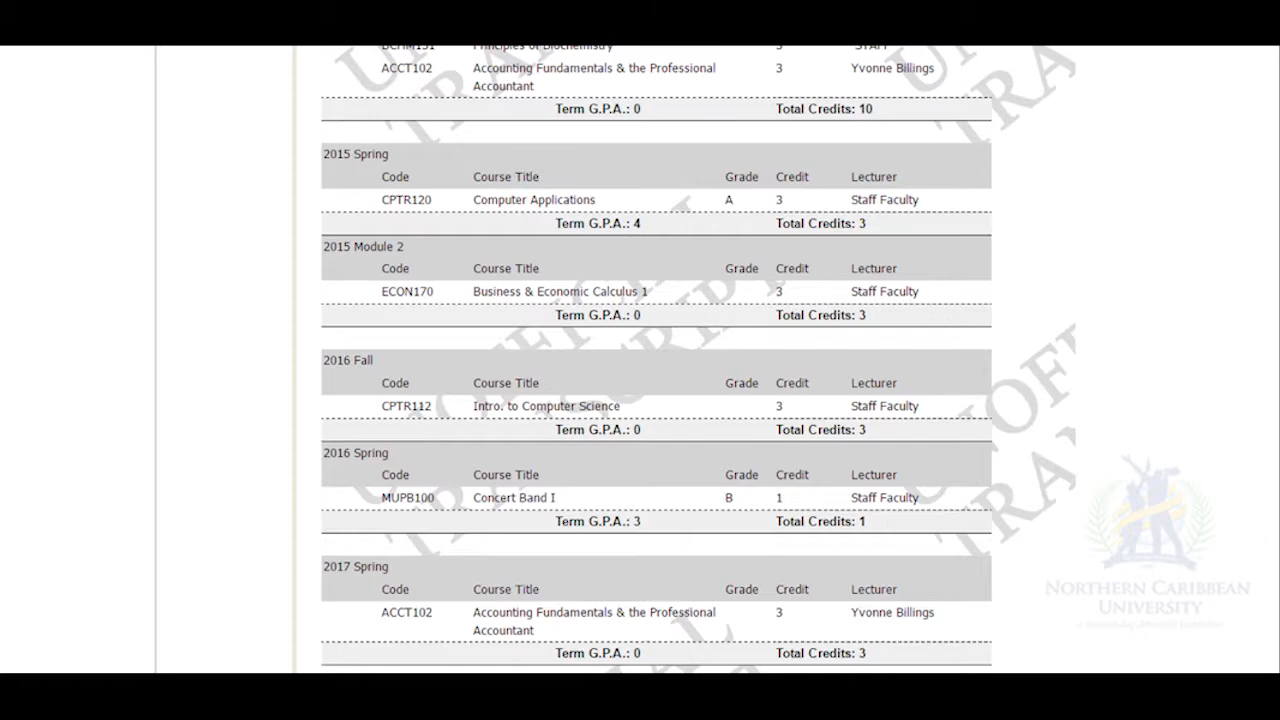 BCHM151 Principles of Biochemistry 3 STAFF
ACCT102 Accounting Fundamentals & the Professional 3 Yvonne Billings
Accountant
Term G.P.A.: 0 Total Credits: 10
2015 Spring
Code Course Title Grade Credit Lecturer
CPTR120 Computer Applications A 3 Staff Faculty
Term G.P.A.: 4 Total Credits: 3
2015 Module 2
Code Course Title Grade Credit Lecturer
ECON170 Business & Economic Calculus 1 3 Staff Faculty
Term G.P.A.: 0 Total Credits: 3
2016 Fall
Code Course Title Grade Credit Lecturer
CPTR112 Intro. to Computer Science 3 Staff Faculty
Term G.P.A.: 0 Total Credits: 3
2016 Spring
Code Course Title Grade Credit Lecturer
MUPB100 Concert Band I B 1 Staff Faculty
Term G.P.A.: 3 Total Credits: 1
2017 Spring
Code Course Title Grade Credit Lecturer
ACCT102 Accounting Fundamentals & the Professional 3 Yvonne Billings
Accountant
Term G.P.A.: 0 Total Credits: 3
NORTHERN CARIBBEAN
UNIVERSITY